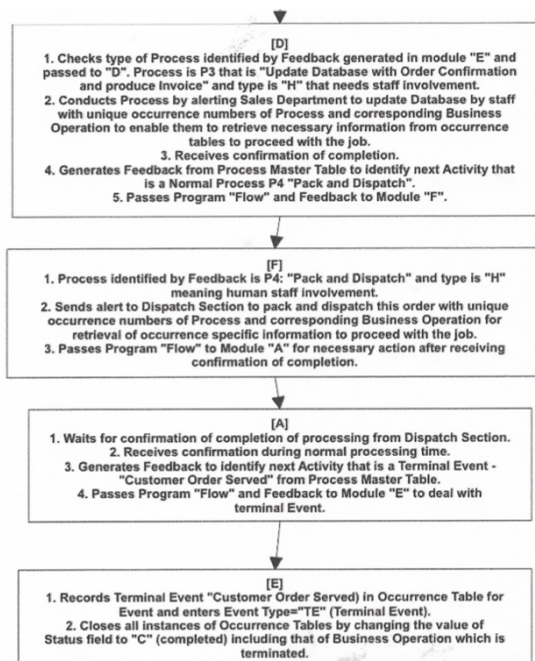 [D]
1. Checks type of Process identified by Feedback generated in module "E" and
passed to "D". Process is P3 that is "Update Database with Order Confirmation
and produce Invoice" and type is "H" that needs staff involvement.
2. Conducts Process by alerting Sales Department to update Database by staff
with unique occurrence numbers of Process and corresponding Business
Operation to enable them to retrieve necessary information from occurrence
tables to proceed with the job.
3. Receives confirmation of completion.
4. Generates Feedback from Process Master Table to identify next Activity that
is a Normal Process P4 "Pack and Dispatch".
5. Passes Program "Flow" and Feedback to Module "F".
[F]
1. Process identified by Feedback is P4: "Pack and Dispatch" and type is "H"
meaning human staff involvement.
2. Sends alert to Dispatch Section to pack and dispatch this order with unique
occurrence numbers of Process and corresponding Business Operation for
retrieval of occurrence specific information to proceed with the job.
3. Passes Program "Flow" to Module "A" for necessary action after receiving
confirmation of completion.
[A]
1. Waits for confirmation of completion of processing from Dispatch Section.
2. Receives confirmation during normal processing time.
3. Generates Feedback to identify next Activity that is a Terminal Event -
"Customer Order Served" from Process Master Table.
4. Passes Program "Flow" and Feedback to Module "E" to deal with
terminal Event.
[E]
1. Records Terminal Event "Customer Order Served) in Occurrence Table for
Event and enters Event Type="TE" (Terminal Event).
2. Closes all instances of Occurrence Tables by changing the value of
Status field to "C" (completed) including that of Business Operation which is
terminated.